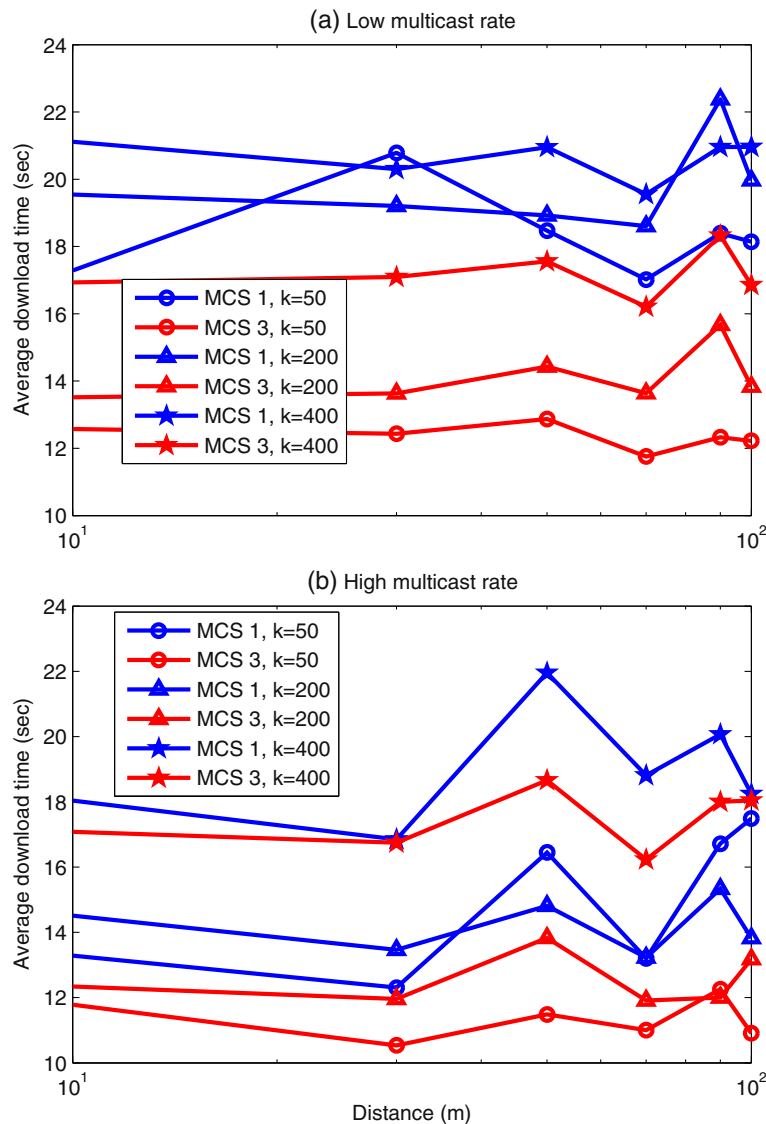 (a) Low multicast rate
24
22
20
18
16
14
12
10
Average download time (sec)
MCS 1, k=50
MCS 3, k=50
MCS 1, k=200
MCS 3, k=200
MCS 1, k=400
MCS 3, k=400
10^1
10^2
(b) High multicast rate
24
22
20
18
16
14
12
10
Average download time (sec)
MCS 1, k=50
MCS 3, k=50
MCS 1, k=200
MCS 3, k=200
MCS 1, k=400
MCS 3, k=400
10^1
10^2
Distance (m)